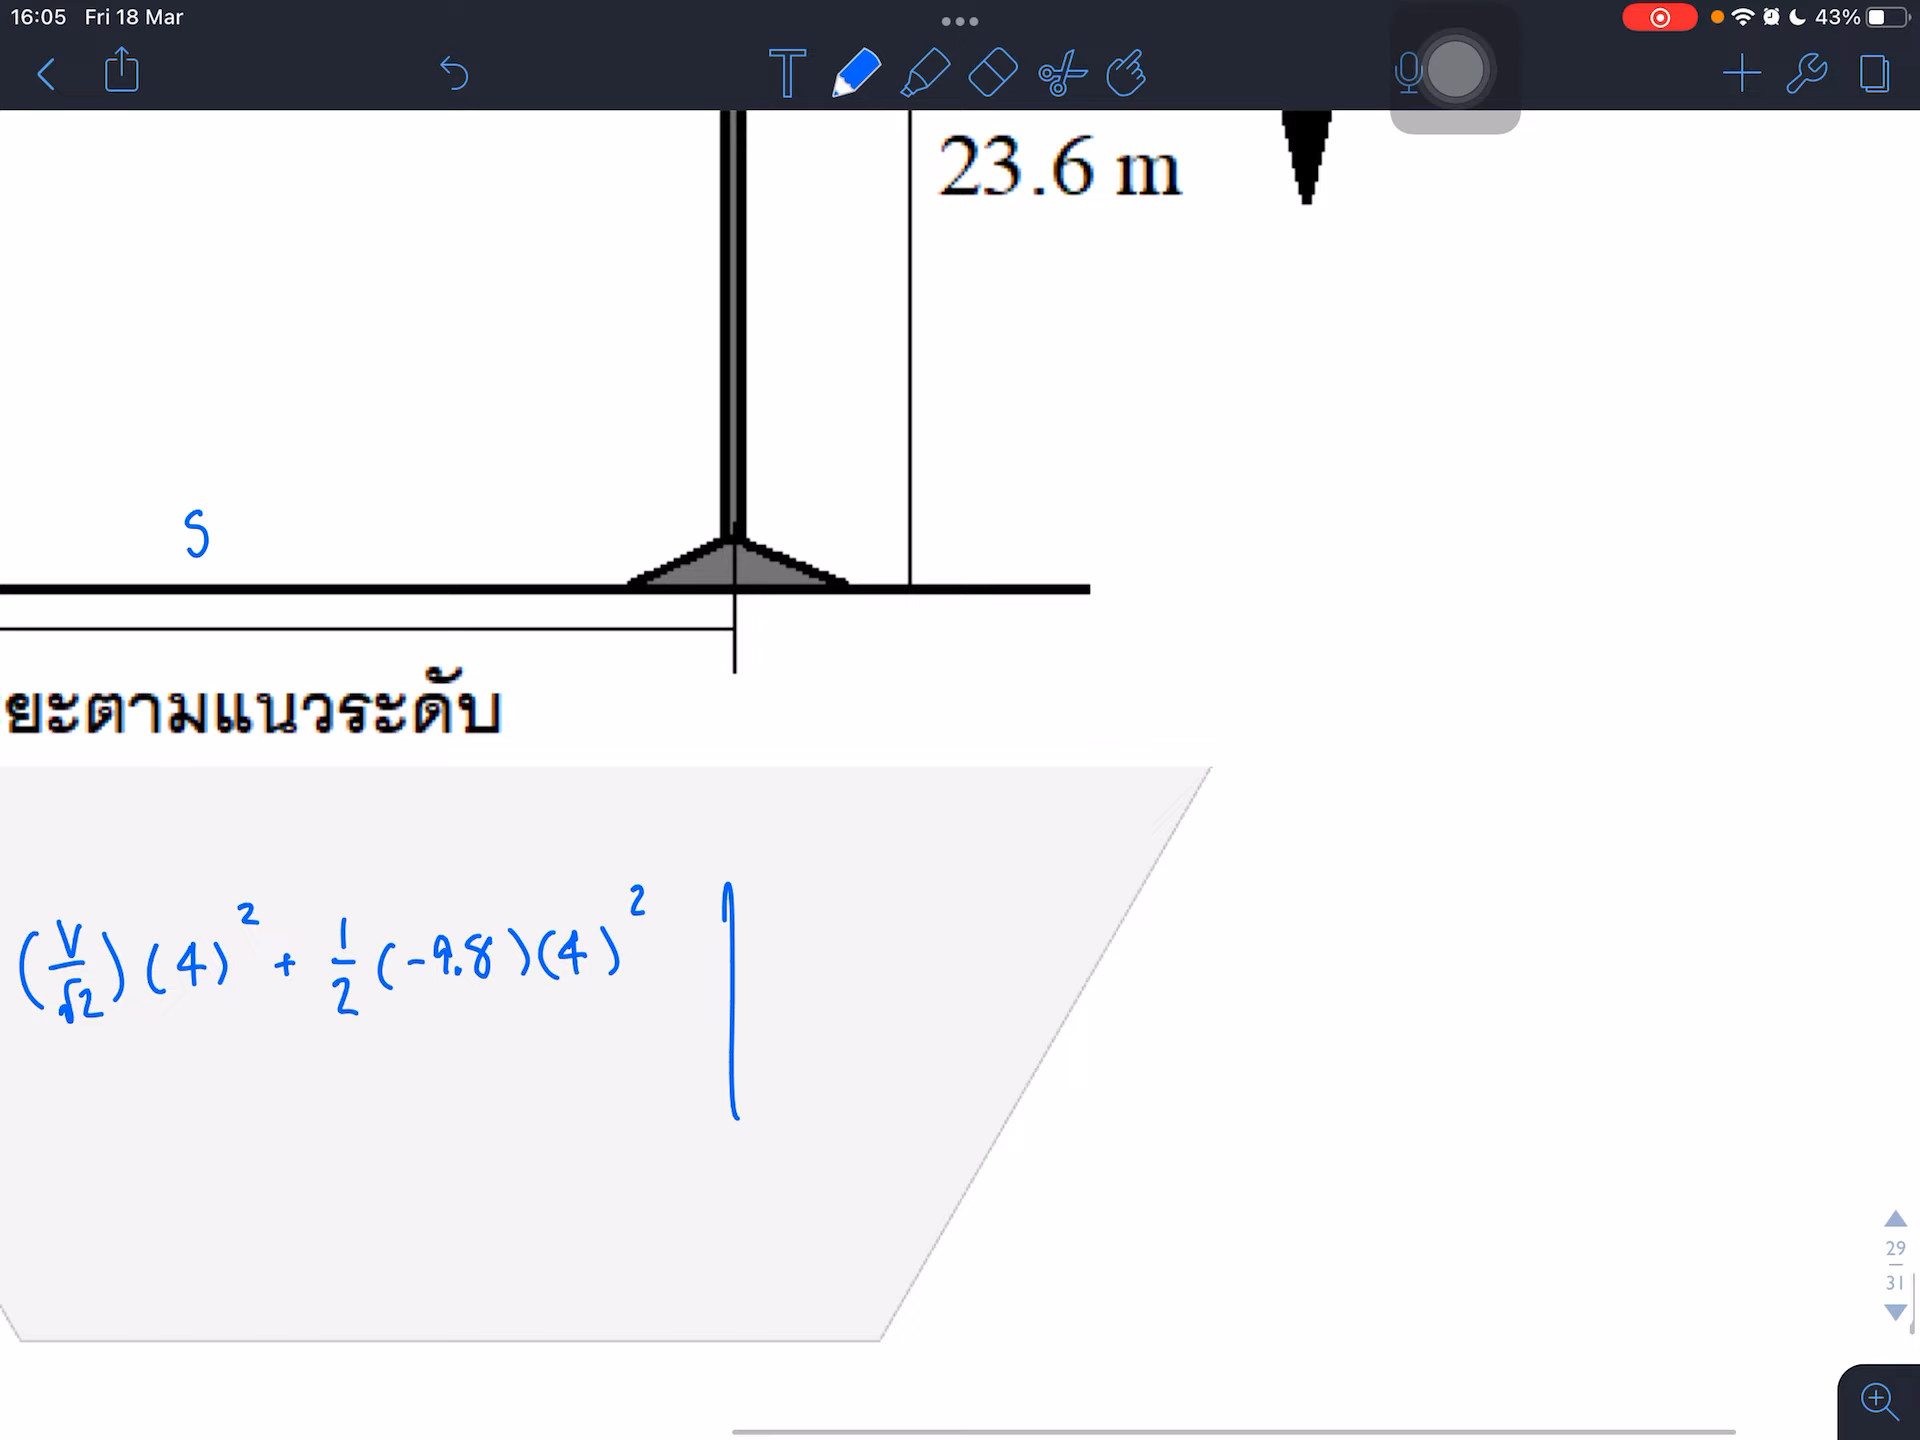 16:05 Fri 18 Mar
43%
T
23.6 m
S
ยะตามแนวระดับ
(v/√2)(4)² + 1/2(-9.8)(4)²
29
31